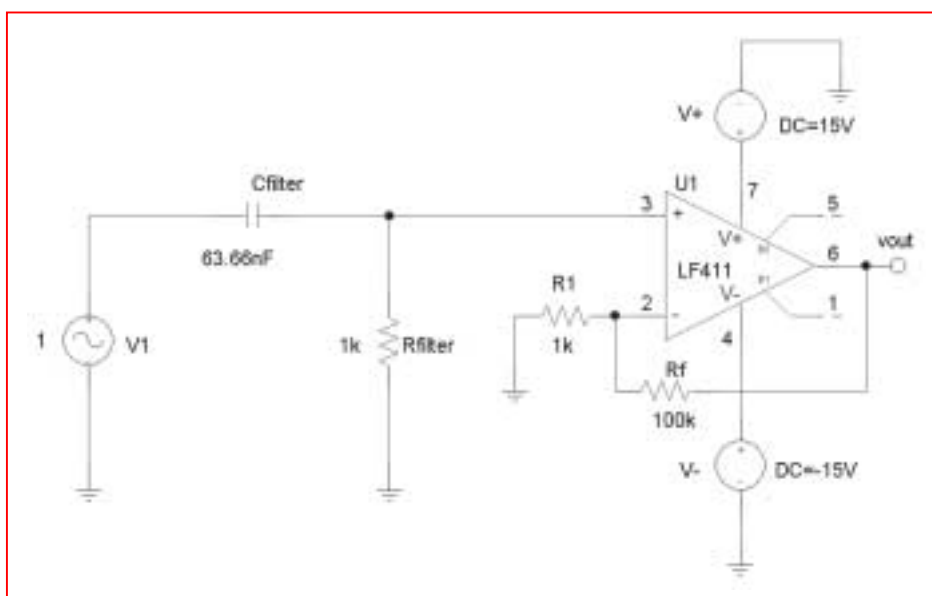 V+
DC=15V
Cfilter
63.66nF
U1
7
5
3
+
V+
6
vout
LF411
R1
2
-
V-
1
1
V1
1k
Rfilter
1k
4
Rf
100k
V-
DC=-15V